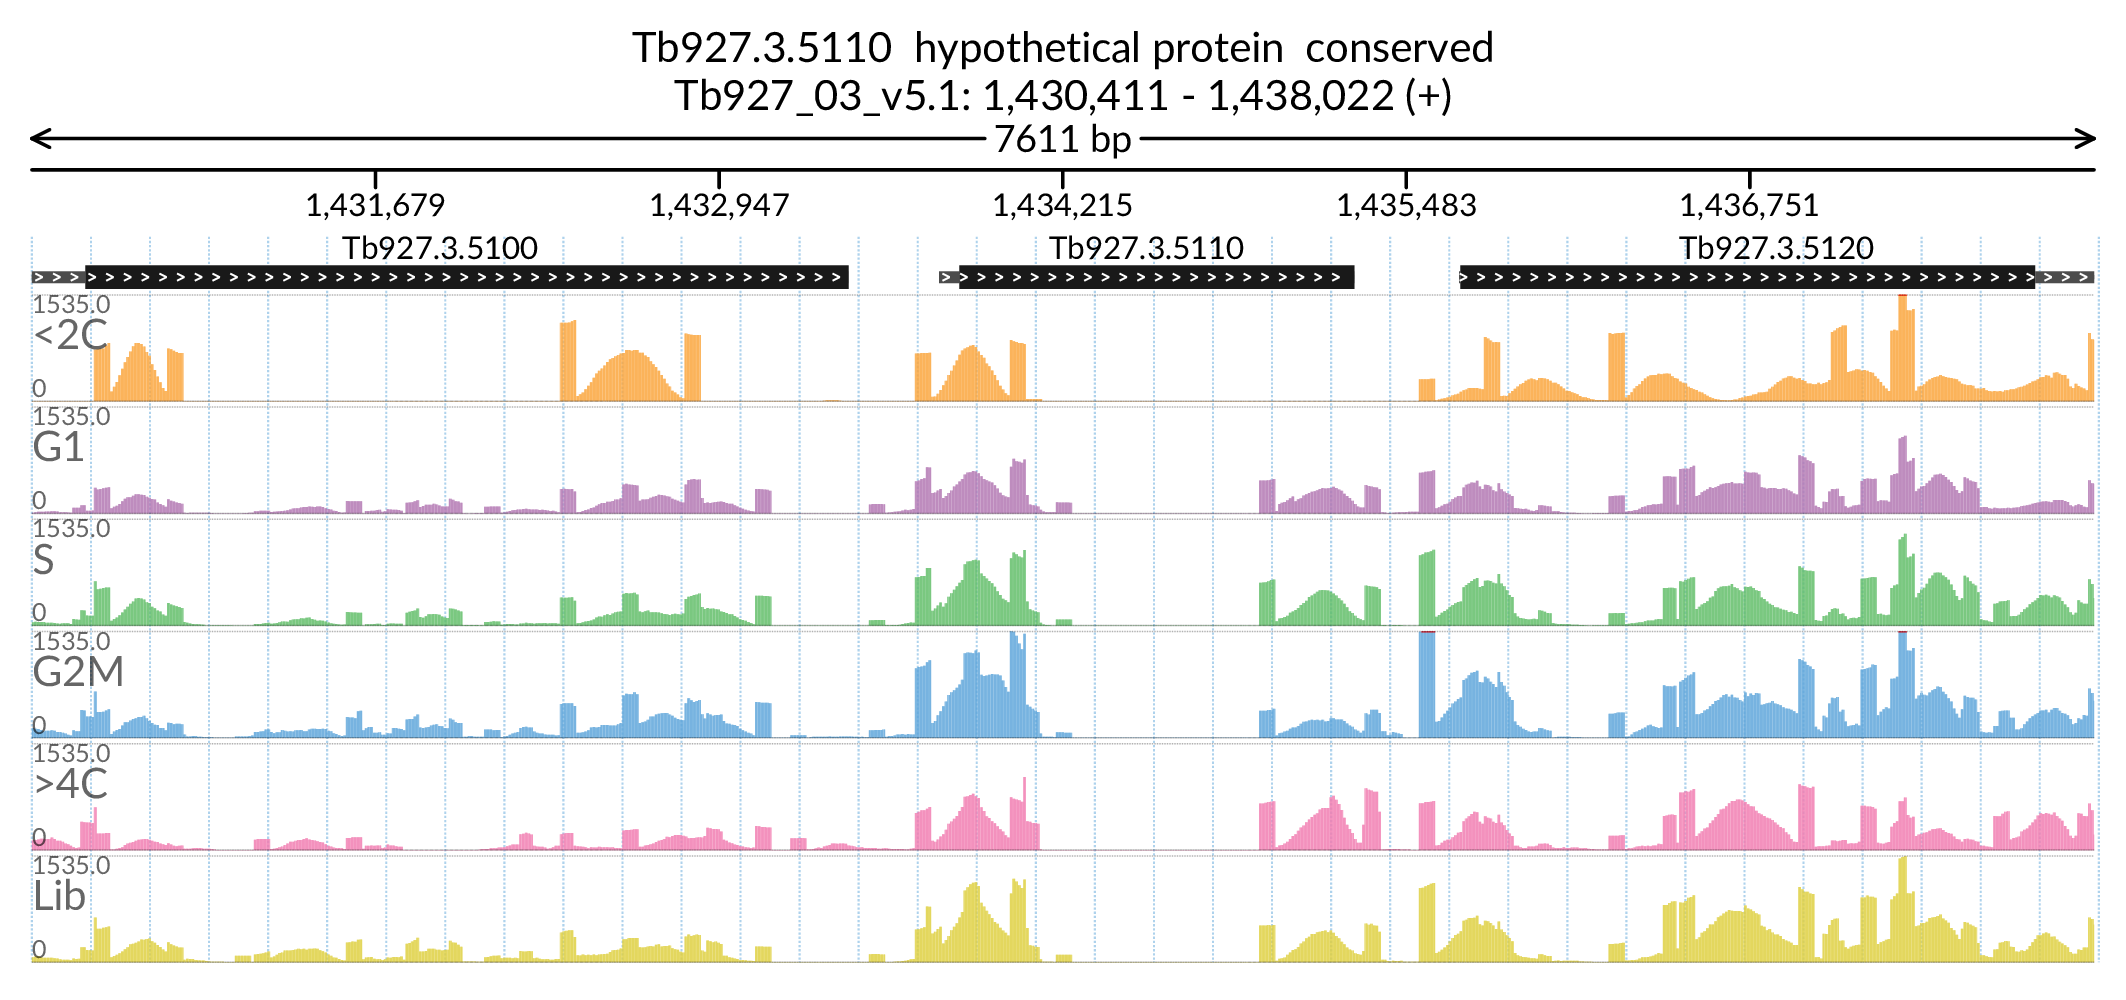 Tb927.3.5110  hypothetical protein  conserved
Tb927_03_v5.1: 1,430,411 - 1,438,022 (+)
7611 bp
1,431,679 1,432,947 1,434,215 1,435,483 1,436,751
Tb927.3.5100 Tb927.3.5110 Tb927.3.5120
1535.0
<2C
0
1535.0
G1
0
1535.0
S
0
1535.0
G2M
0
1535.0
>4C
0
1535.0
Lib
0